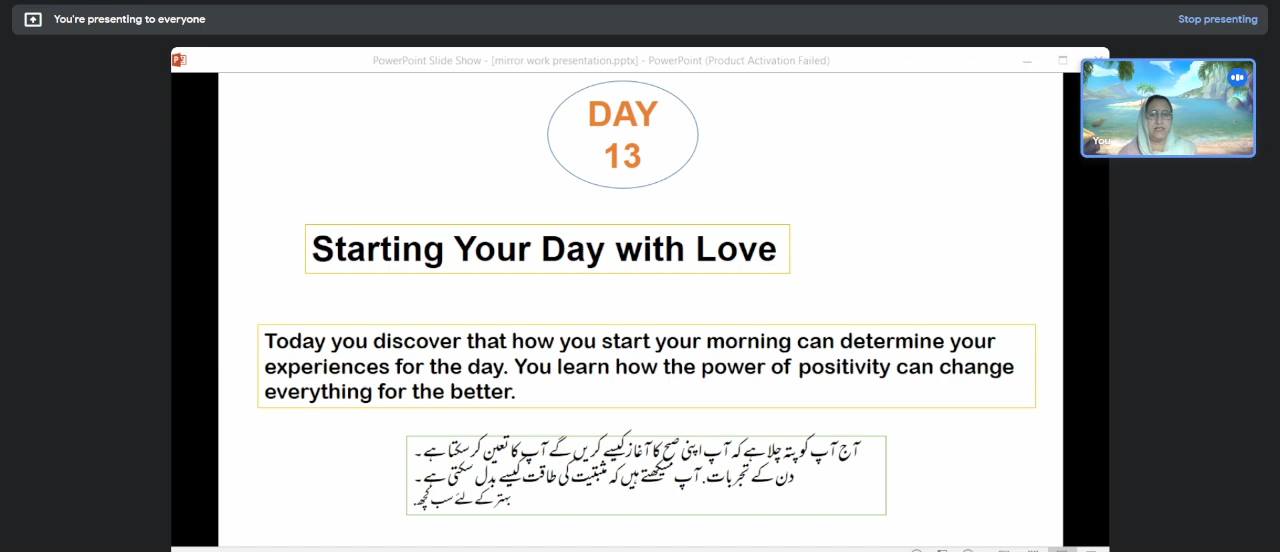 You're presenting to everyone
Stop presenting
PowerPoint Slide Show - [mirror work presentation.pptx] - PowerPoint (Product Activation Failed)
You
DAY
13
Starting Your Day with Love
Today you discover that how you start your morning can determine your
experiences for the day. You learn how the power of positivity can change
everything for the better.
آج آپ کو پتہ چلا ہے کہ آپ اپنی صبح کا آغاز کیسے کریں گے آپ کا تعین کر سکتا ہے۔
دن کے تجربات. آپ سیکھتے ہیں کہ مثبتیت کی طاقت کیسے بدل سکتی ہے۔
بہتر کے لئے سب کچھ.